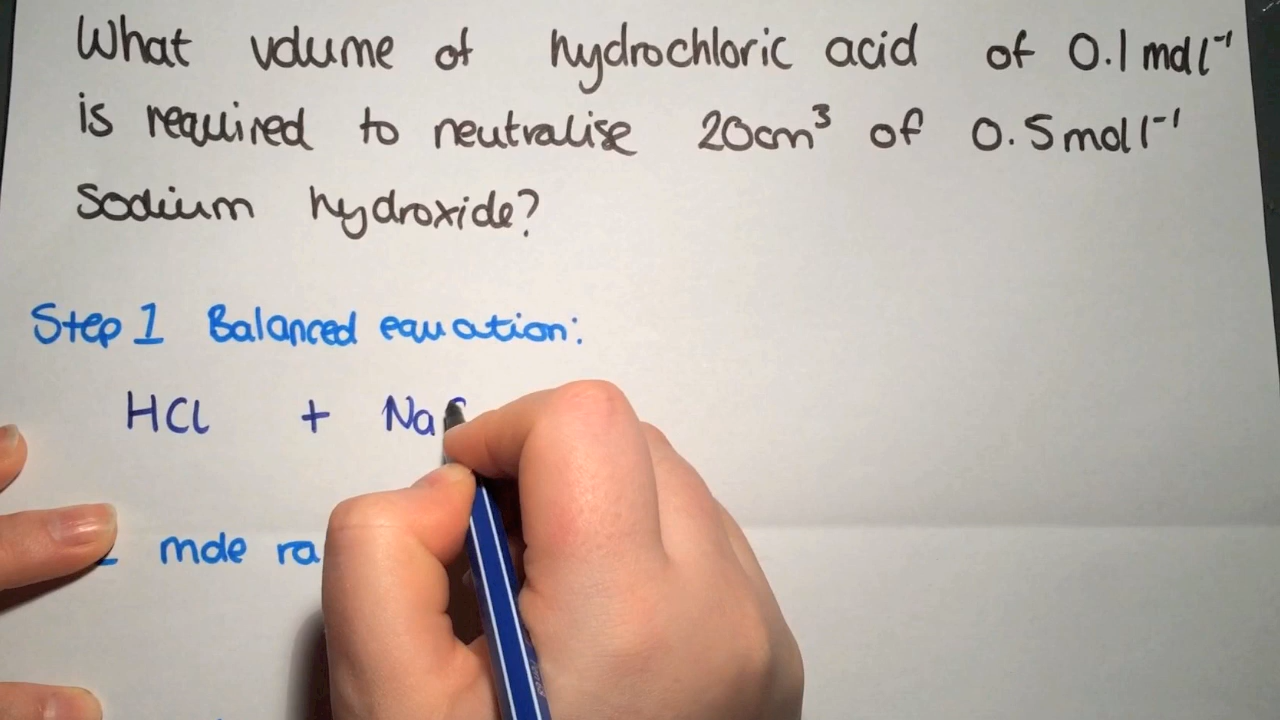 What volume of hydrochloric acid of 0.1 mol l⁻¹
is required to neutralise 20cm³ of 0.5 mol l⁻¹
sodium hydroxide?
Step 1 Balanced equation:
HCl + Na
mole